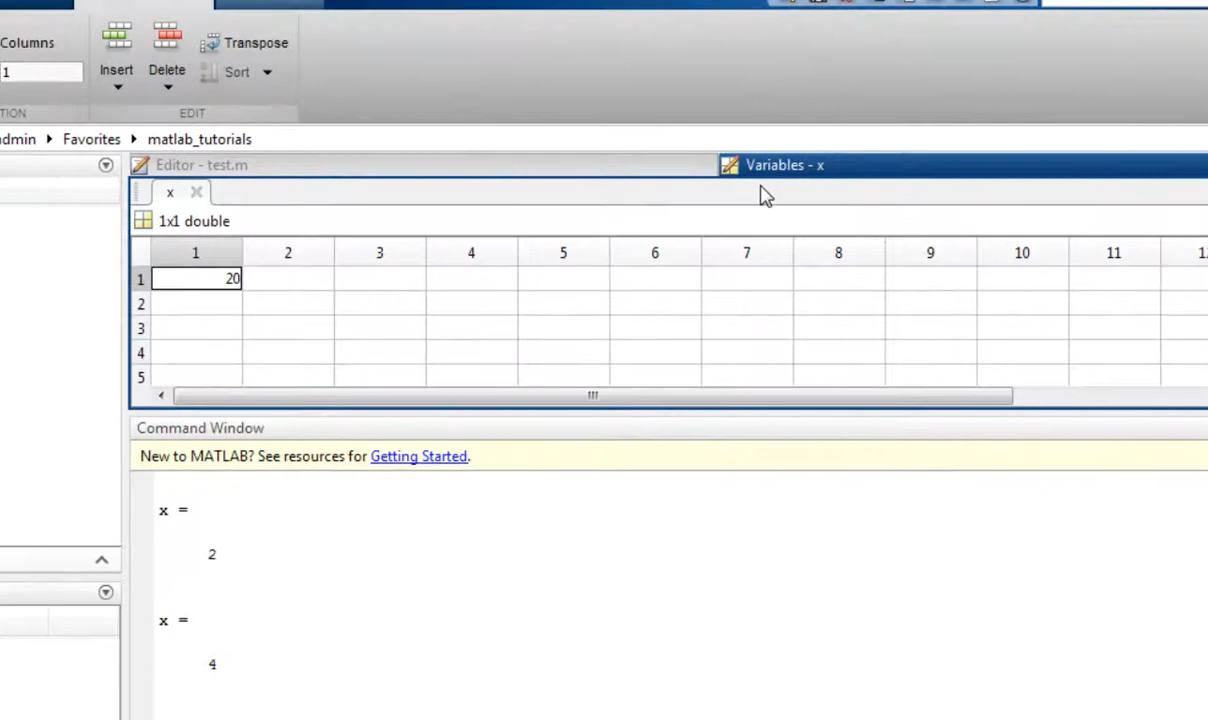 Columns
1
Insert
Delete
Transpose
Sort
TION
EDIT
admin Favorites matlab_tutorials
Editor - test.m
Variables - x
x
1x1 double
1 2 3 4 5 6 7 8 9 10 11
1 20
2
3
4
5
Command Window
New to MATLAB? See resources for Getting Started.
x =
2
x =
4